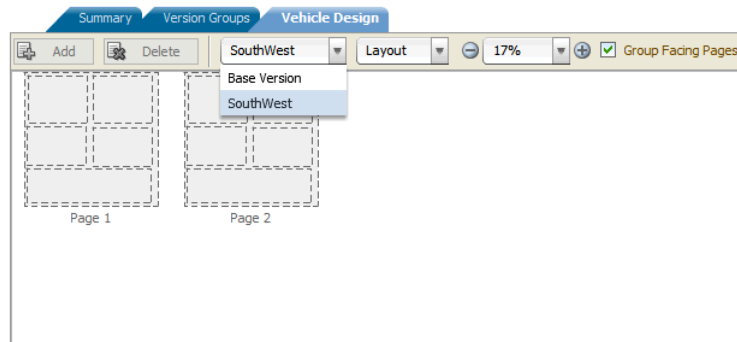 Summary Version Groups Vehicle Design
Add Delete SouthWest Layout 17% Group Facing Pages
Base Version
SouthWest
Page 1 Page 2